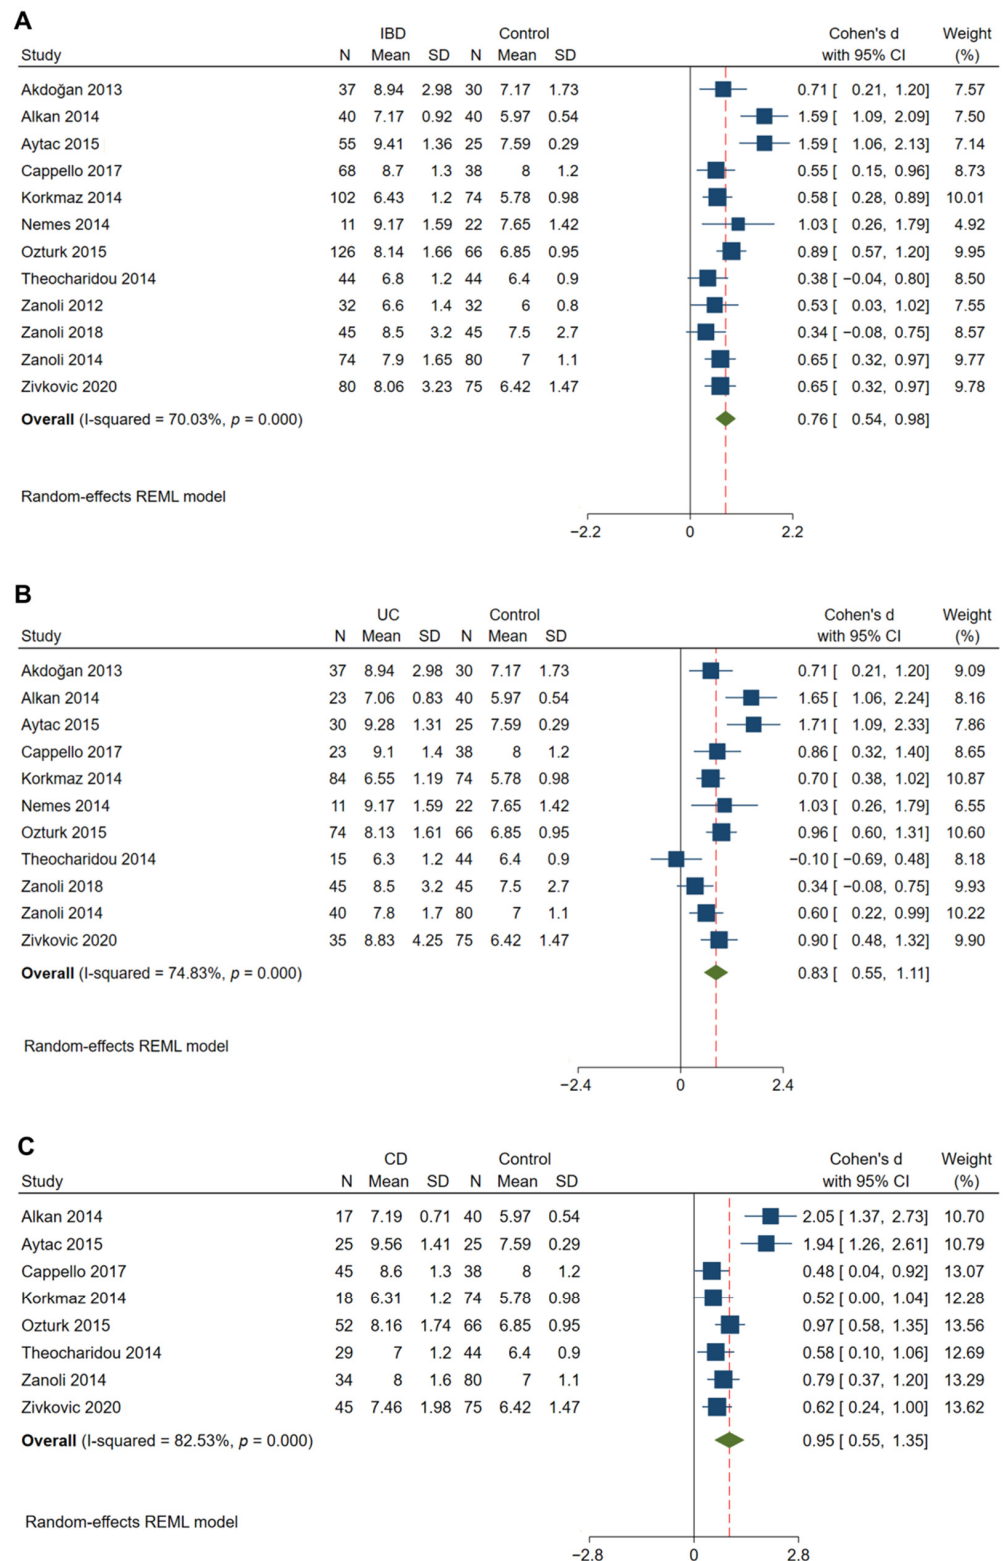 A
IBD Control Cohen's d Weight
Study N Mean SD N Mean SD with 95% CI (%)
Akdoğan 2013 37 8.94 2.98 30 7.17 1.73 0.71 [ 0.21, 1.20] 7.57
Alkan 2014 40 7.17 0.92 40 5.97 0.54 1.59 [ 1.09, 2.09] 7.50
Aytac 2015 55 9.41 1.36 25 7.59 0.29 1.59 [ 1.06, 2.13] 7.14
Cappello 2017 68 8.7 1.3 38 8 1.2 0.55 [ 0.15, 0.96] 8.73
Korkmaz 2014 102 6.43 1.2 74 5.78 0.98 0.58 [ 0.28, 0.89] 10.01
Nemes 2014 11 9.17 1.59 22 7.65 1.42 1.03 [ 0.26, 1.79] 4.92
Ozturk 2015 126 8.14 1.66 66 6.85 0.95 0.89 [ 0.57, 1.20] 9.95
Theocharidou 2014 44 6.8 1.2 44 6.4 0.9 0.38 [ −0.04, 0.80] 8.50
Zanoli 2012 32 6.6 1.4 32 6 0.8 0.53 [ 0.03, 1.02] 7.55
Zanoli 2018 45 8.5 3.2 45 7.5 2.7 0.34 [ −0.08, 0.75] 8.57
Zanoli 2014 74 7.9 1.65 80 7 1.1 0.65 [ 0.32, 0.97] 9.77
Zivkovic 2020 80 8.06 3.23 75 6.42 1.47 0.65 [ 0.32, 0.97] 9.78
Overall (I-squared = 70.03%, p = 0.000) 0.76 [ 0.54, 0.98]
Random-effects REML model
−2.2 0 2.2
B
UC Control Cohen's d Weight
Study N Mean SD N Mean SD with 95% CI (%)
Akdoğan 2013 37 8.94 2.98 30 7.17 1.73 0.71 [ 0.21, 1.20] 9.09
Alkan 2014 23 7.06 0.83 40 5.97 0.54 1.65 [ 1.06, 2.24] 8.16
Aytac 2015 30 9.28 1.31 25 7.59 0.29 1.71 [ 1.09, 2.33] 7.86
Cappello 2017 23 9.1 1.4 38 8 1.2 0.86 [ 0.32, 1.40] 8.65
Korkmaz 2014 84 6.55 1.19 74 5.78 0.98 0.70 [ 0.38, 1.02] 10.87
Nemes 2014 11 9.17 1.59 22 7.65 1.42 1.03 [ 0.26, 1.79] 6.55
Ozturk 2015 74 8.13 1.61 66 6.85 0.95 0.96 [ 0.60, 1.31] 10.60
Theocharidou 2014 15 6.3 1.2 44 6.4 0.9 −0.10 [ −0.69, 0.48] 8.18
Zanoli 2018 45 8.5 3.2 45 7.5 2.7 0.34 [ −0.08, 0.75] 9.93
Zanoli 2014 40 7.8 1.7 80 7 1.1 0.60 [ 0.22, 0.99] 10.22
Zivkovic 2020 35 8.83 4.25 75 6.42 1.47 0.90 [ 0.48, 1.32] 9.90
Overall (I-squared = 74.83%, p = 0.000) 0.83 [ 0.55, 1.11]
Random-effects REML model
−2.4 0 2.4
C
CD Control Cohen's d Weight
Study N Mean SD N Mean SD with 95% CI (%)
Alkan 2014 17 7.19 0.71 40 5.97 0.54 2.05 [ 1.37, 2.73] 10.70
Aytac 2015 25 9.56 1.41 25 7.59 0.29 1.94 [ 1.26, 2.61] 10.79
Cappello 2017 45 8.6 1.3 38 8 1.2 0.48 [ 0.04, 0.92] 13.07
Korkmaz 2014 18 6.31 1.2 74 5.78 0.98 0.52 [ 0.00, 1.04] 12.28
Ozturk 2015 52 8.16 1.74 66 6.85 0.95 0.97 [ 0.58, 1.35] 13.56
Theocharidou 2014 29 7 1.2 44 6.4 0.9 0.58 [ 0.10, 1.06] 12.69
Zanoli 2014 34 8 1.6 80 7 1.1 0.79 [ 0.37, 1.20] 13.29
Zivkovic 2020 45 7.46 1.98 75 6.42 1.47 0.62 [ 0.24, 1.00] 13.62
Overall (I-squared = 82.53%, p = 0.000) 0.95 [ 0.55, 1.35]
Random-effects REML model
−2.8 0 2.8